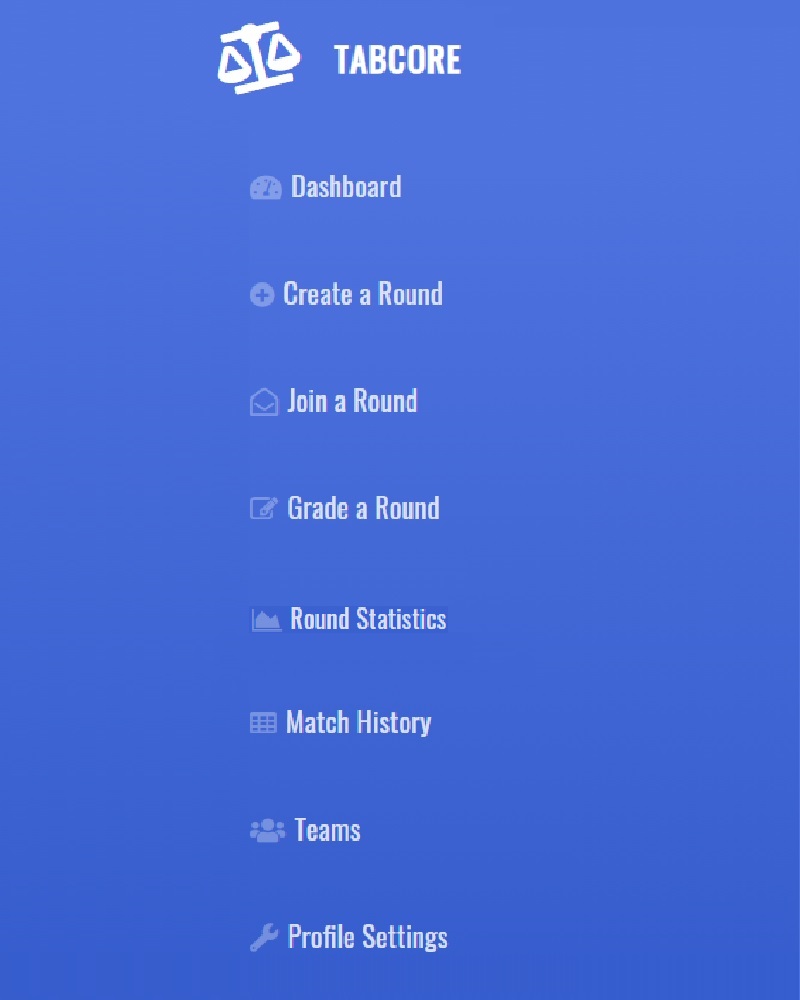 TABCORE
Dashboard
Create a Round
Join a Round
Grade a Round
Round Statistics
Match History
Teams
Profile Settings